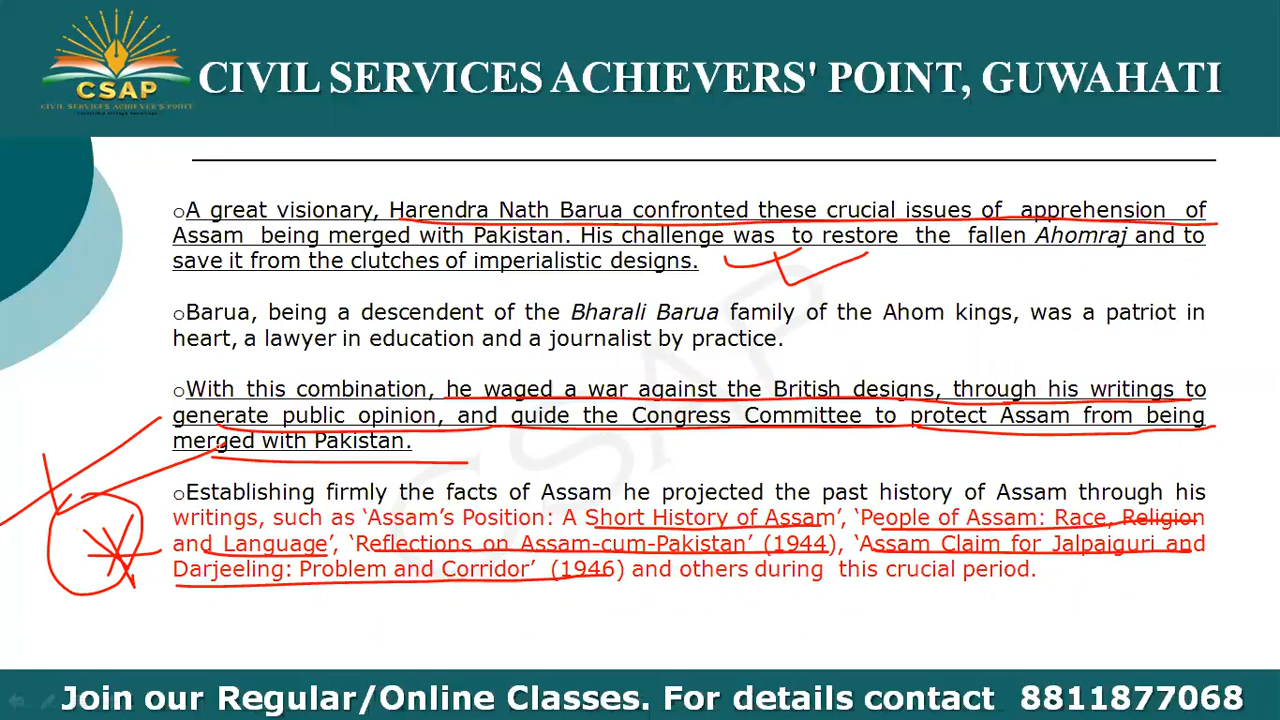 CSAP
CIVIL SERVICES ACHIEVER'S POINT
CIVIL SERVICES ACHIEVERS' POINT, GUWAHATI
oA great visionary, Harendra Nath Barua confronted these crucial issues of apprehension of
Assam being merged with Pakistan. His challenge was to restore the fallen Ahomraj and to
save it from the clutches of imperialistic designs.
oBarua, being a descendent of the Bharali Barua family of the Ahom kings, was a patriot in
heart, a lawyer in education and a journalist by practice.
oWith this combination, he waged a war against the British designs, through his writings to
generate public opinion, and guide the Congress Committee to protect Assam from being
merged with Pakistan.
oEstablishing firmly the facts of Assam he projected the past history of Assam through his
writings, such as ‘Assam’s Position: A Short History of Assam’, ‘People of Assam: Race, Religion
and Language’, ‘Reflections on Assam-cum-Pakistan’ (1944), ‘Assam Claim for Jalpaiguri and
Darjeeling: Problem and Corridor’ (1946) and others during this crucial period.
CSAP
Join our Regular/Online Classes. For details contact 8811877068